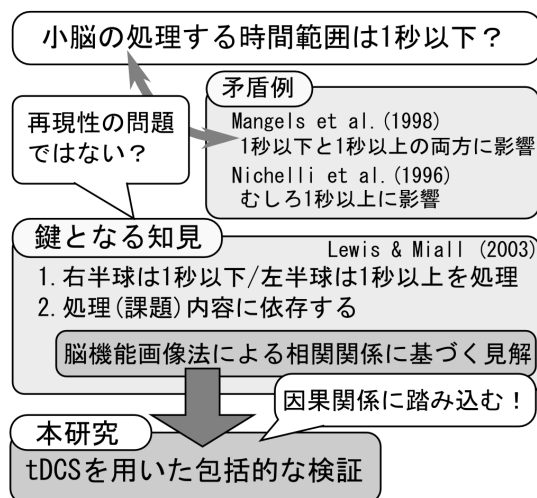 小脳の処理する時間範囲は1秒以下？
矛盾例
再現性の問題
ではない？
Mangels et al.(1998)
1秒以下と1秒以上の両方に影響
Nichelli et al.(1996)
むしろ1秒以上に影響
鍵となる知見
Lewis & Miall (2003)
1. 右半球は1秒以下/左半球は1秒以上を処理
2. 処理(課題)内容に依存する
脳機能画像法による相関関係に基づく見解
因果関係に踏み込む！
本研究
tDCSを用いた包括的な検証